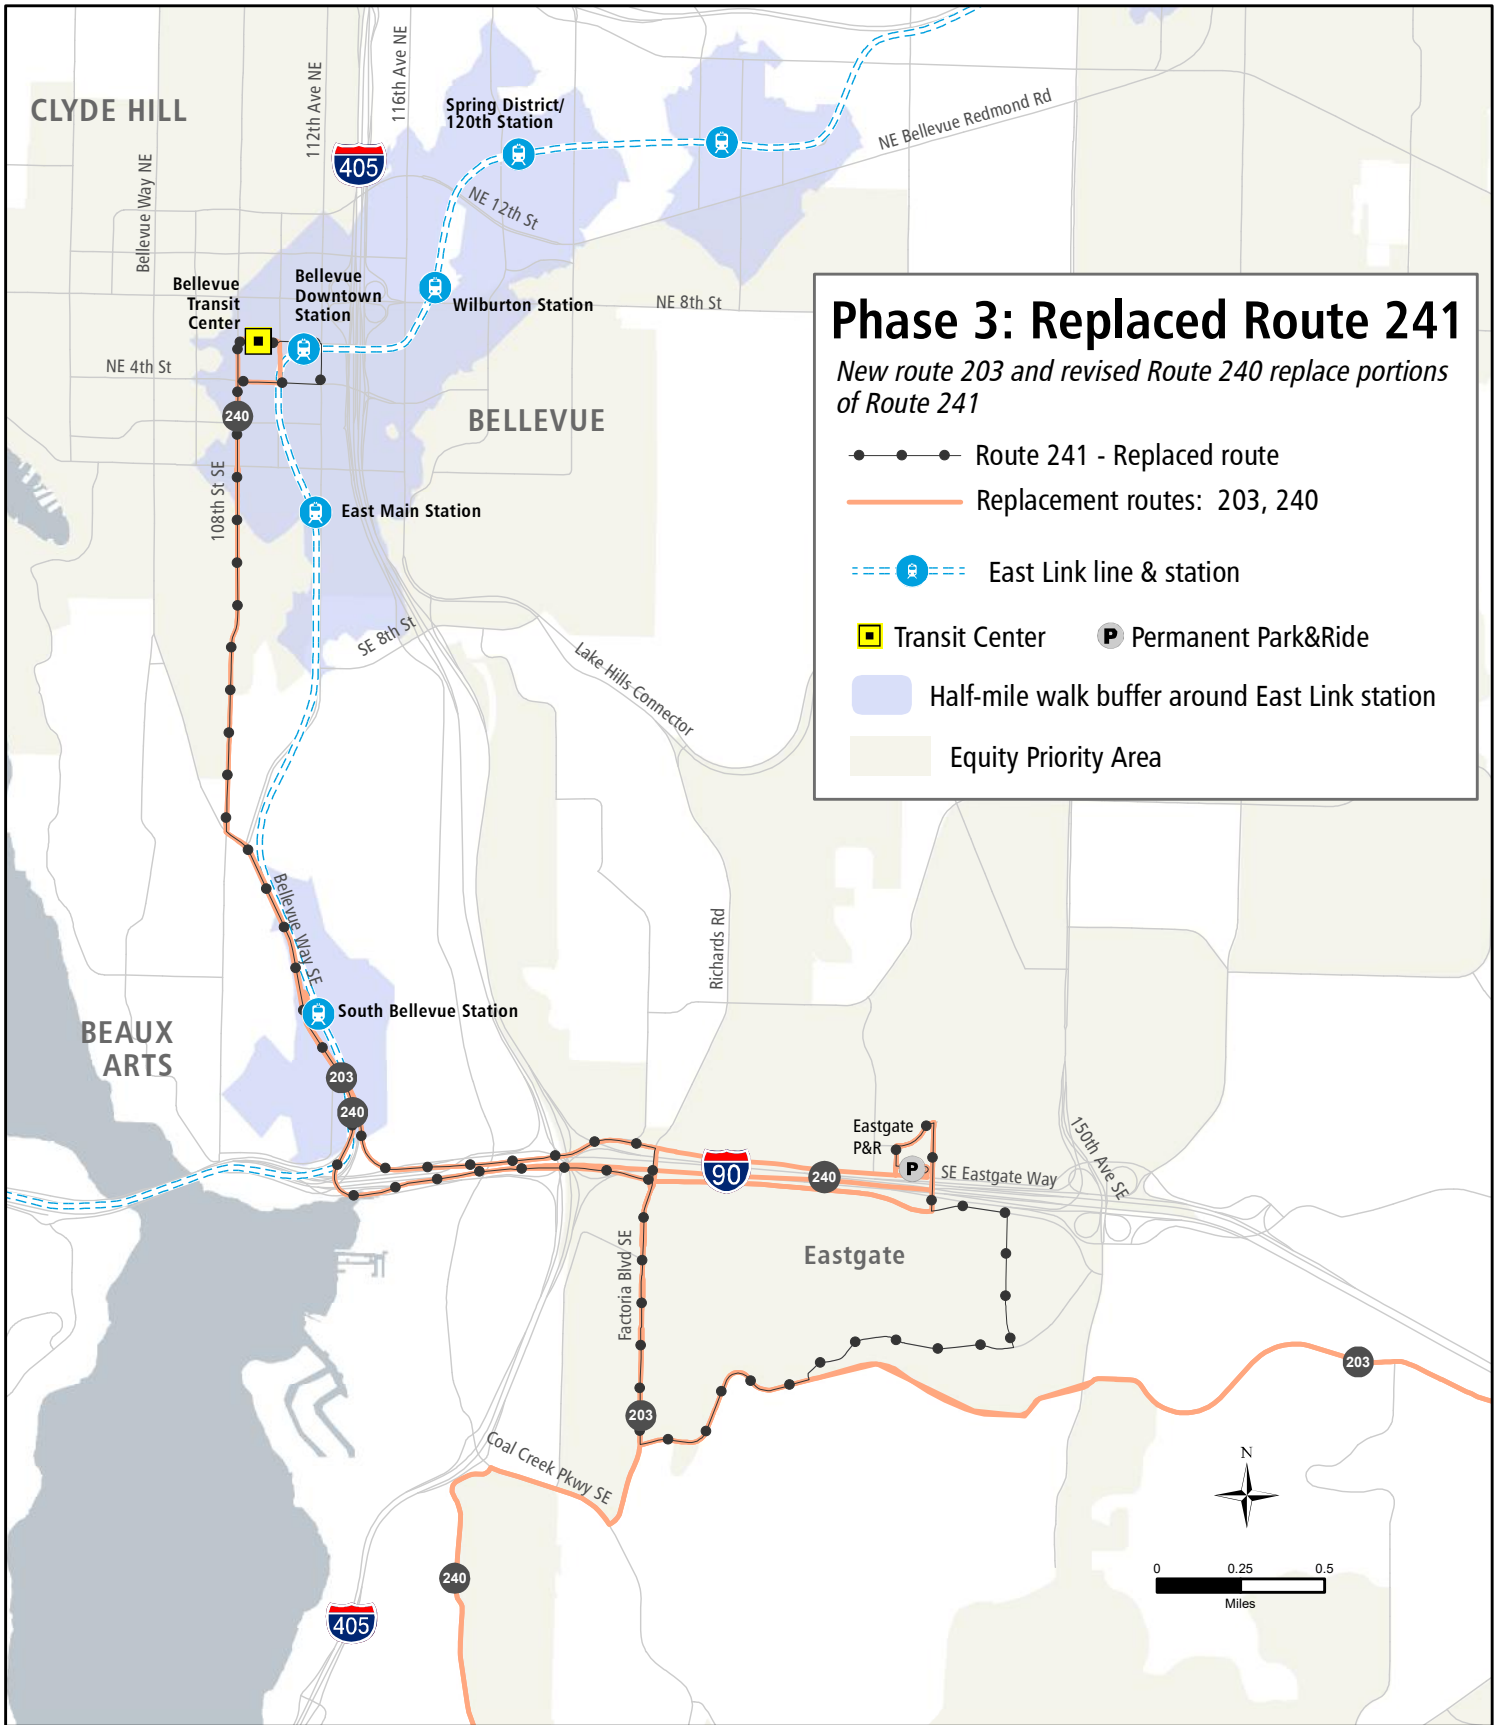 CLYDE HILL
Bellevue Way NE
112th Ave NE
116th Ave NE
405
Spring District/
120th Station
NE Bellevue Redmond Rd
NE 12th St
Bellevue
Transit
Center
Bellevue
Downtown
Station
Wilburton Station
NE 8th St
NE 4th St
240
BELLEVUE
108th St SE
East Main Station
SE 8th St
Lake Hills Connector
Phase 3: Replaced Route 241
New route 203 and revised Route 240 replace portions
of Route 241
Route 241 - Replaced route
Replacement routes: 203, 240
East Link line & station
Transit Center
P Permanent Park&Ride
Half-mile walk buffer around East Link station
Equity Priority Area
Bellevue Way SE
Richards Rd
South Bellevue Station
BEAUX
ARTS
203
240
Eastgate
P&R
P
90
240
SE Eastgate Way
150th Ave SE
Eastgate
Factoria Blvd SE
203
203
Coal Creek Pkwy SE
240
405
N
0 0.25 0.5
Miles